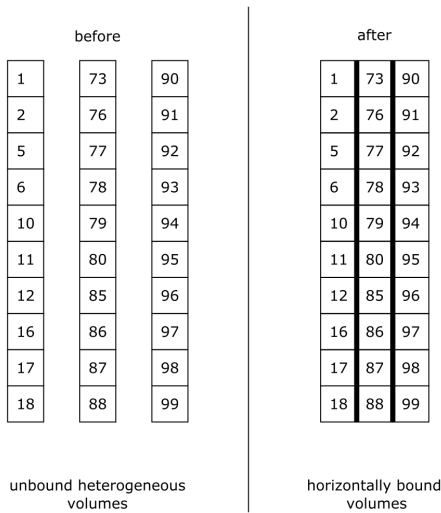 before
after
1 73 90 1 73 90
2 76 91 2 76 91
5 77 92 5 77 92
6 78 93 6 78 93
10 79 94 10 79 94
11 80 95 11 80 95
12 85 96 12 85 96
16 86 97 16 86 97
17 87 98 17 87 98
18 88 99 18 88 99
unbound heterogeneous
volumes
horizontally bound
volumes